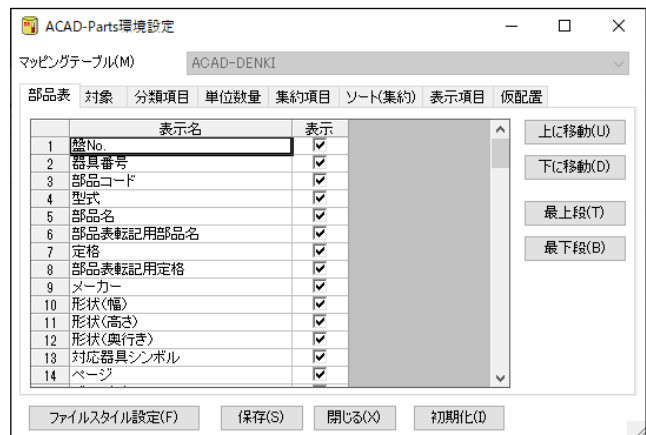 ACAD-Parts環境設定
マッピングテーブル(M) ACAD-DENKI
部品表 対象 分類項目 単位数量 集約項目 ソート(集約) 表示項目 仮配置
表示名 表示
1 盤No.
2 器具番号
3 部品コード
4 型式
5 部品名
6 部品表転記用部品名
7 定格
8 部品表転記用定格
9 メーカー
10 形状(幅)
11 形状(高さ)
12 形状(奥行き)
13 対応器具シンボル
14 ページ
上に移動(U)
下に移動(D)
最上段(T)
最下段(B)
ファイルスタイル設定(F) 保存(S) 閉じる(X) 初期化(I)